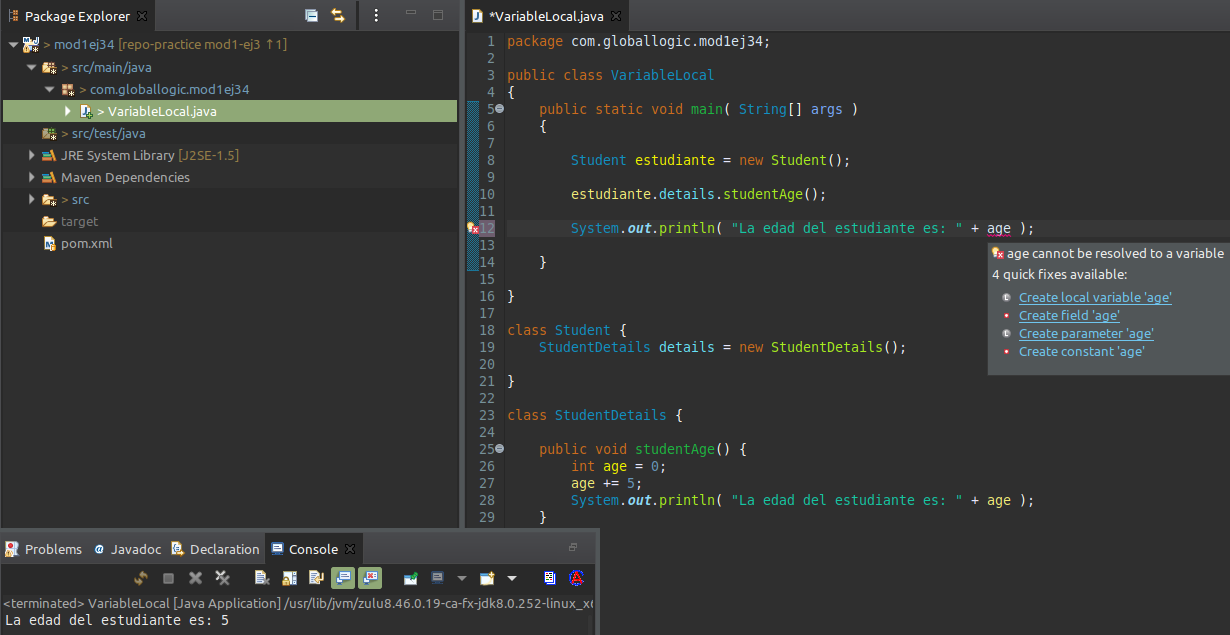 Package Explorer
> mod1ej34 [repo-practice mod1-ej3 ↑1]
> src/main/java
> com.globallogic.mod1ej34
> VariableLocal.java
> src/test/java
JRE System Library [J2SE-1.5]
Maven Dependencies
> src
target
pom.xml
*VariableLocal.java
1 package com.globallogic.mod1ej34;
2
3 public class VariableLocal
4 {
5 public static void main( String[] args )
6 {
7
8 Student estudiante = new Student();
9
10 estudiante.details.studentAge();
11
12 System.out.println( "La edad del estudiante es: " + age );
13
14 }
15
16 }
17
18 class Student {
19 StudentDetails details = new StudentDetails();
20
21 }
22
23 class StudentDetails {
24
25 public void studentAge() {
26 int age = 0;
27 age += 5;
28 System.out.println( "La edad del estudiante es: " + age );
29 }
age cannot be resolved to a variable
4 quick fixes available:
Create local variable 'age'
Create field 'age'
Create parameter 'age'
Create constant 'age'
Problems @ Javadoc Declaration Console
<terminated> VariableLocal [Java Application] /usr/lib/jvm/zulu8.46.0.19-ca-fx-jdk8.0.252-linux_x6
La edad del estudiante es: 5